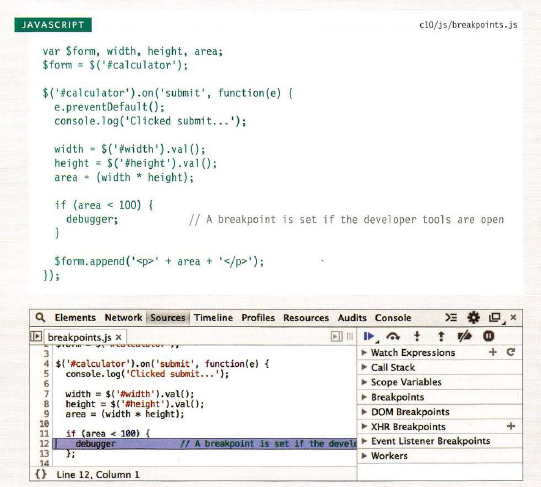 JAVASCRIPT
c10/js/breakpoints.js
var $form, width, height, area;
$form = $('#calculator');
$('#calculator').on('submit', function(e) {
e.preventDefault();
console.log('Clicked submit...');
width = $('#width').val();
height = $('#height').val();
area = (width * height);
if (area < 100) {
debugger; // A breakpoint is set if the developer tools are open
}
$form.append('<p>' + area + '</p>');
});
Elements Network Sources Timeline Profiles Resources Audits Console
breakpoints.js ×
3
4 $('#calculator').on('submit', function(e) {
5 console.log('Clicked submit...');
6
7 width = $('#width').val();
8 height = $('#height').val();
9 area = (width * height);
10
11 if (area < 100) {
12 debugger // A breakpoint is set if the develo
13 };
14
{} Line 12, Column 1
Watch Expressions
Call Stack
Scope Variables
Breakpoints
DOM Breakpoints
XHR Breakpoints
Event Listener Breakpoints
Workers